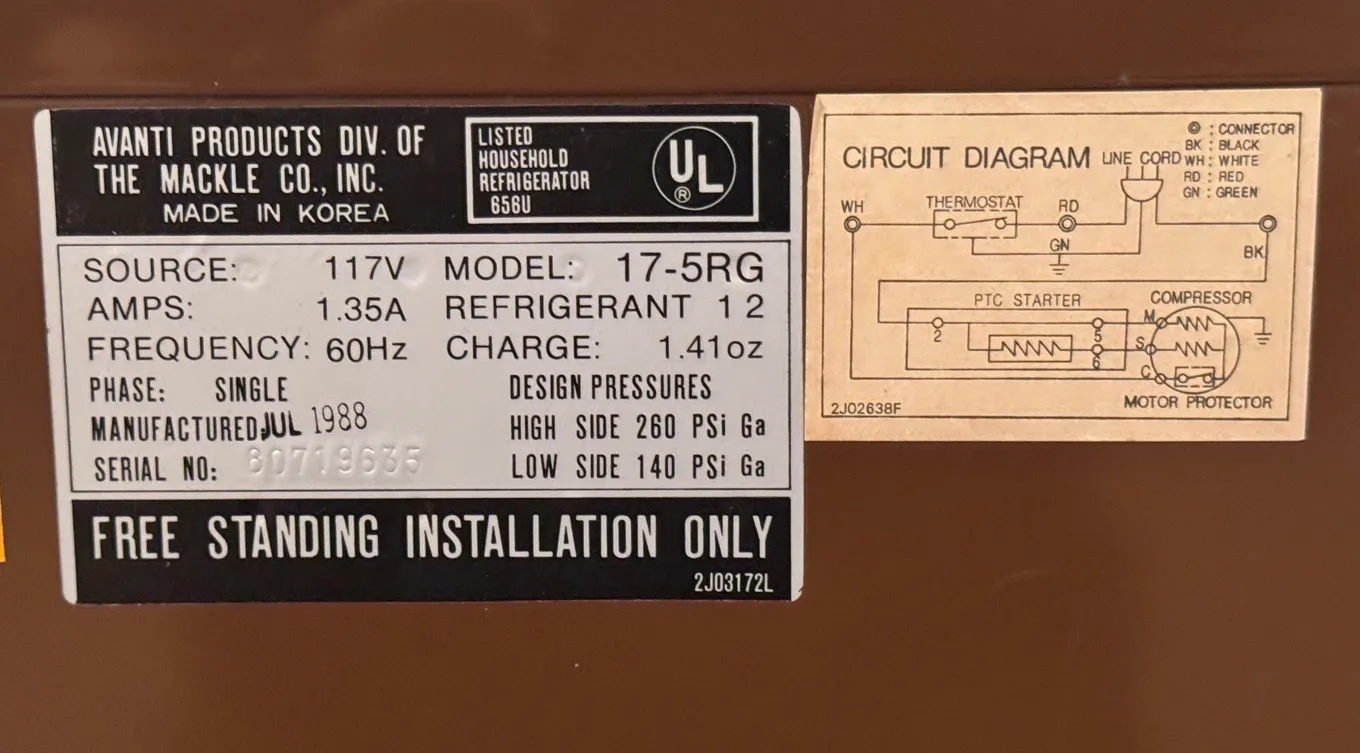 AVANTI PRODUCTS DIV. OF
THE MACKLE CO., INC.
MADE IN KOREA
LISTED
HOUSEHOLD
REFRIGERATOR
656U
UL
®
SOURCE: 117V
AMPS: 1.35A
FREQUENCY: 60Hz
PHASE: SINGLE
MANUFACTURED JUL 1988
SERIAL NO: 80719635
MODEL: 17-5RG
REFRIGERANT 12
CHARGE: 1.41oz
DESIGN PRESSURES
HIGH SIDE 260 PSi Ga
LOW SIDE 140 PSi Ga
FREE STANDING INSTALLATION ONLY
2J03172L
CIRCUIT DIAGRAM
LINE CORD
: CONNECTOR
BK : BLACK
WH : WHITE
RD : RED
GN : GREEN
WH
THERMOSTAT
RD
GN
BK
PTC STARTER
COMPRESSOR
2
5
6
M
S
C
MOTOR PROTECTOR
2J02638F